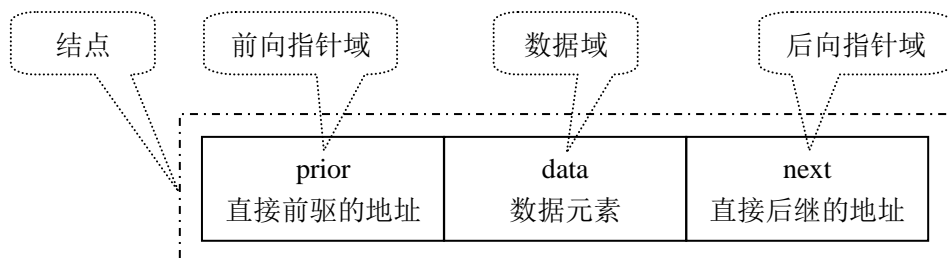 结点 前向指针域 数据域 后向指针域
prior data next
直接前驱的地址 数据元素 直接后继的地址